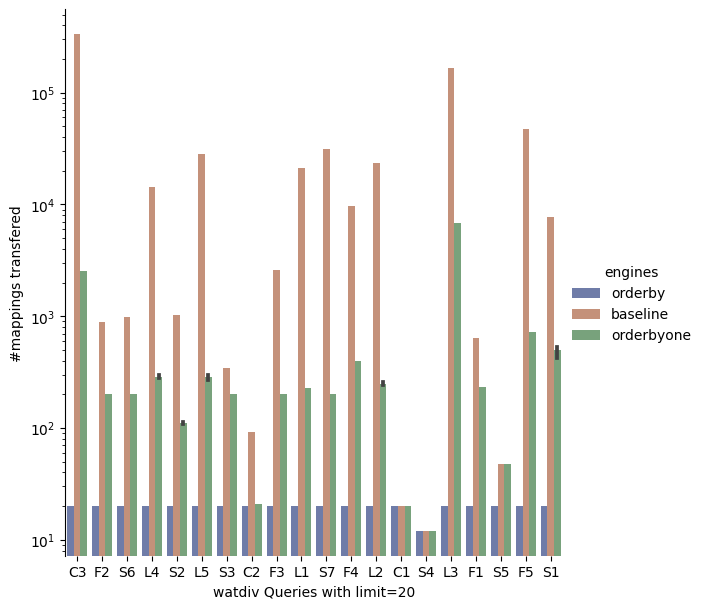 #mappings transfered
10^5
10^4
10^3
10^2
10^1
C3 F2 S6 L4 S2 L5 S3 C2 F3 L1 S7 F4 L2 C1 S4 L3 F1 S5 F5 S1
watdiv Queries with limit=20
engines
orderby
baseline
orderbyone